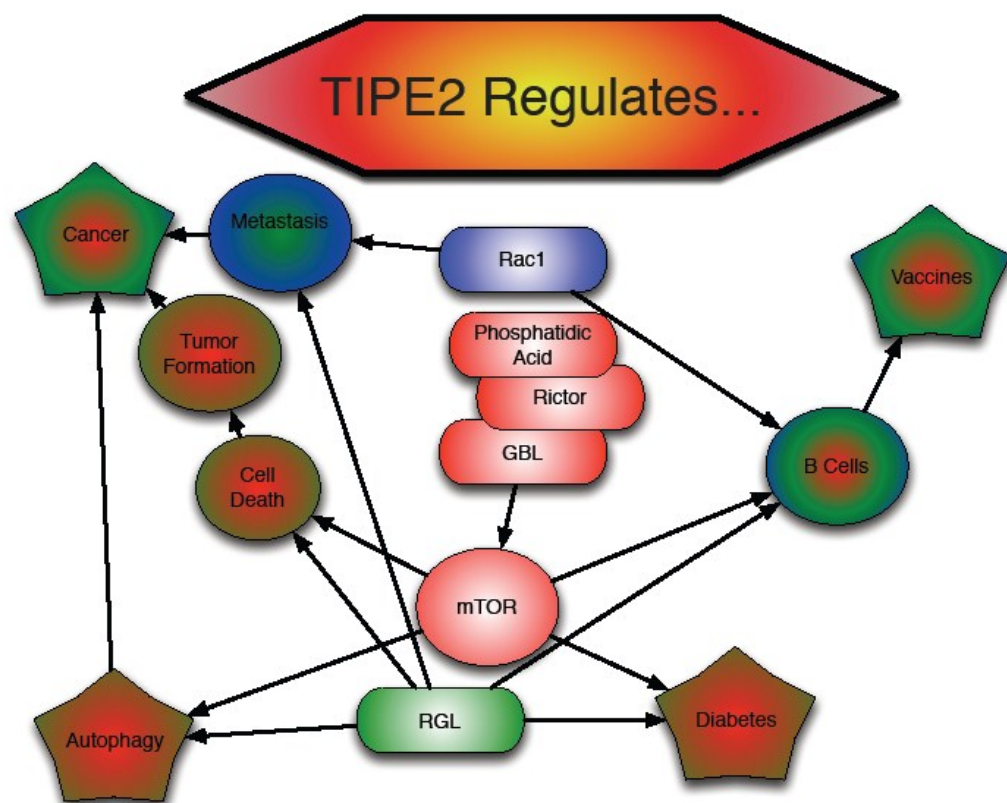 TIPE2 Regulates...
Cancer
Metastasis
Rac1
Vaccines
Phosphatidic
Acid
Tumor
Formation
Rictor
GBL
B Cells
Cell
Death
mTOR
RGL
Diabetes
Autophagy